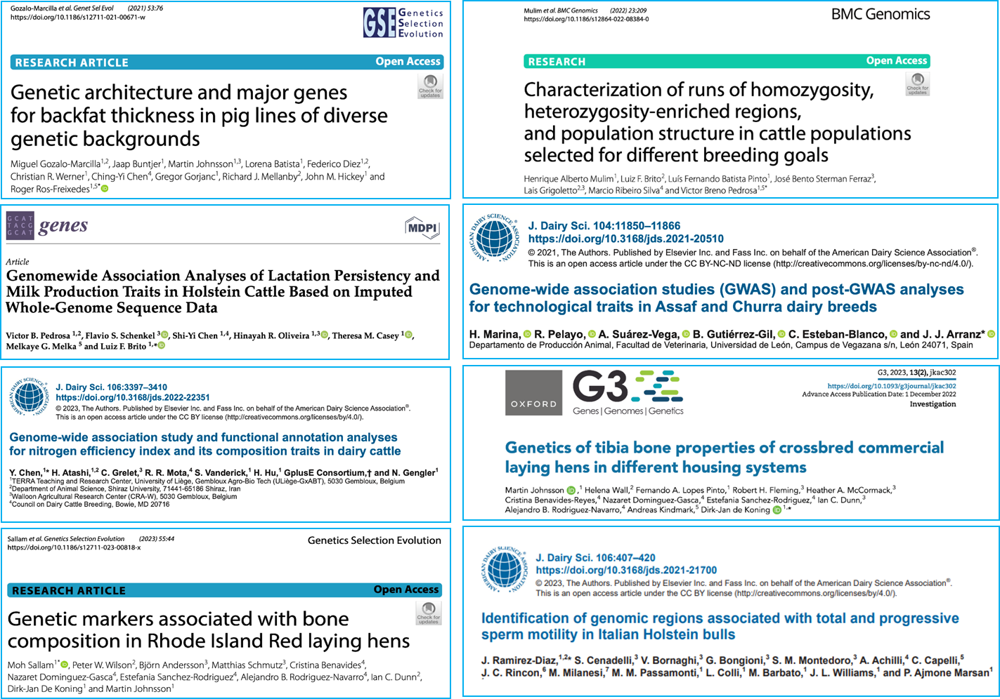 Gozalo-Marcilla et al. Genet Sel Evol (2021) 53:76
https://doi.org/10.1186/s12711-021-00671-w
GSE Genetics
Selection
Evolution
RESEARCH ARTICLE Open Access
Check for
updates
Genetic architecture and major genes
for backfat thickness in pig lines of diverse
genetic backgrounds
Miguel Gozalo-Marcilla1,2, Jaap Buntjer1, Martin Johnsson1,3, Lorena Batista1, Federico Diez1,2,
Christian R. Werner1, Ching-Yi Chen4, Gregor Gorjanc1, Richard J. Mellanby2, John M. Hickey1 and
Roger Ros-Freixedes1,5*
Mulim et al. BMC Genomics (2022) 23:209
https://doi.org/10.1186/s12864-022-08384-0
BMC Genomics
RESEARCH Open Access
Check for
updates
Characterization of runs of homozygosity,
heterozygosity-enriched regions,
and population structure in cattle populations
selected for different breeding goals
Henrique Alberto Mulim1, Luiz F. Brito2, Luís Fernando Batista Pinto1, José Bento Sterman Ferraz3,
Lais Grigoletto2,3, Marcio Ribeiro Silva4 and Victor Breno Pedrosa1,5*
GCAT
TACG
GCAT
genes
MDPI
Article
Genomewide Association Analyses of Lactation Persistency and
Milk Production Traits in Holstein Cattle Based on Imputed
Whole-Genome Sequence Data
Victor B. Pedrosa 1,2, Flavio S. Schenkel 3, Shi-Yi Chen 1,4, Hinayah R. Oliveira 1,3, Theresa M. Casey 1,
Melkaye G. Melka 5 and Luiz F. Brito 1,*
AMERICAN DAIRY SCIENCE ASSOCIATION
J. Dairy Sci. 104:11850–11866
https://doi.org/10.3168/jds.2021-20510
© 2021, The Authors. Published by Elsevier Inc. and Fass Inc. on behalf of the American Dairy Science Association®.
This is an open access article under the CC BY-NC-ND license (http://creativecommons.org/licenses/by-nc-nd/4.0/).
Genome-wide association studies (GWAS) and post-GWAS analyses
for technological traits in Assaf and Churra dairy breeds
H. Marina, R. Pelayo, A. Suárez-Vega, B. Gutiérrez-Gil, C. Esteban-Blanco, and J. J. Arranz*
Departamento de Producción Animal, Facultad de Veterinaria, Universidad de León, Campus de Vegazana s/n, León 24071, Spain
AMERICAN DAIRY SCIENCE ASSOCIATION
J. Dairy Sci. 106:3397–3410
https://doi.org/10.3168/jds.2022-22351
© 2023, The Authors. Published by Elsevier Inc. and Fass Inc. on behalf of the American Dairy Science Association®.
This is an open access article under the CC BY license (http://creativecommons.org/licenses/by/4.0/).
Genome-wide association study and functional annotation analyses
for nitrogen efficiency index and its composition traits in dairy cattle
Y. Chen,1* H. Atashi,1,2 C. Grelet,3 R. R. Mota,4 S. Vanderick,1 H. Hu,1 GplusE Consortium,† and N. Gengler1
1TERRA Teaching and Research Center, University of Liège, Gembloux Agro-Bio Tech (ULiège-GxABT), 5030 Gembloux, Belgium
2Department of Animal Science, Shiraz University, 71441-65186 Shiraz, Iran
3Walloon Agricultural Research Center (CRA-W), 5030 Gembloux, Belgium
4Council on Dairy Cattle Breeding, Bowie, MD 20716
OXFORD
G3
Genes | Genomes | Genetics
G3, 2023, 13(2), jkac302
https://doi.org/10.1093/g3journal/jkac302
Advance Access Publication Date: 1 December 2022
Investigation
Genetics of tibia bone properties of crossbred commercial
laying hens in different housing systems
Martin Johnsson,1 Helena Wall,2 Fernando A. Lopes Pinto,1 Robert H. Fleming,3 Heather A. McCormack,3
Cristina Benavides-Reyes,4 Nazaret Dominguez-Gasca,4 Estefania Sanchez-Rodriguez,4 Ian C. Dunn,3
Alejandro B. Rodriguez-Navarro,4 Andreas Kindmark,5 Dirk-Jan de Koning 1,*
Sallam et al. Genetics Selection Evolution (2023) 55:44
https://doi.org/10.1186/s12711-023-00818-x
Genetics Selection Evolution
RESEARCH ARTICLE Open Access
Check for
updates
Genetic markers associated with bone
composition in Rhode Island Red laying hens
Moh Sallam1*, Peter W. Wilson2, Björn Andersson3, Matthias Schmutz3, Cristina Benavides4,
Nazaret Dominguez-Gasca4, Estefania Sanchez-Rodriguez4, Alejandro B. Rodriguez-Navarro4, Ian C. Dunn2,
Dirk-Jan De Koning1 and Martin Johnsson1
AMERICAN DAIRY SCIENCE ASSOCIATION
J. Dairy Sci. 106:407–420
https://doi.org/10.3168/jds.2021-21700
© 2023, The Authors. Published by Elsevier Inc. and Fass Inc. on behalf of the American Dairy Science Association®.
This is an open access article under the CC BY license (http://creativecommons.org/licenses/by/4.0/).
Identification of genomic regions associated with total and progressive
sperm motility in Italian Holstein bulls
J. Ramirez-Diaz,1,2* S. Cenadelli,3 V. Bornaghi,3 G. Bongioni,3 S. M. Montedoro,3 A. Achilli,4 C. Capelli,5
J. C. Rincon,6 M. Milanesi,7 M. M. Passamonti,1 L. Colli,1 M. Barbato,1 J. L. Williams,1 and P. Ajmone Marsan1